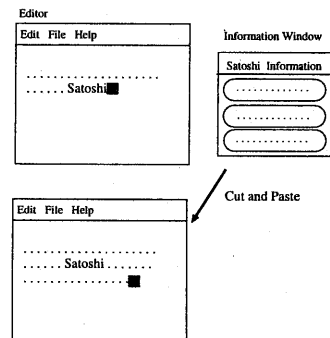 Editor
Edit File Help
. . . . . . . . . . . . . . . . . . .
. . . . . . Satoshi
Information Window
Satoshi Information
. . . . . . . . . . . . .
. . . . . . . . . . . . .
. . . . . . . . . . . . .
Cut and Paste
Edit File Help
. . . . . . . . . . . . . . . . . . .
. . . . . . Satoshi . . . . . . .
. . . . . . . . . . . . . . . .